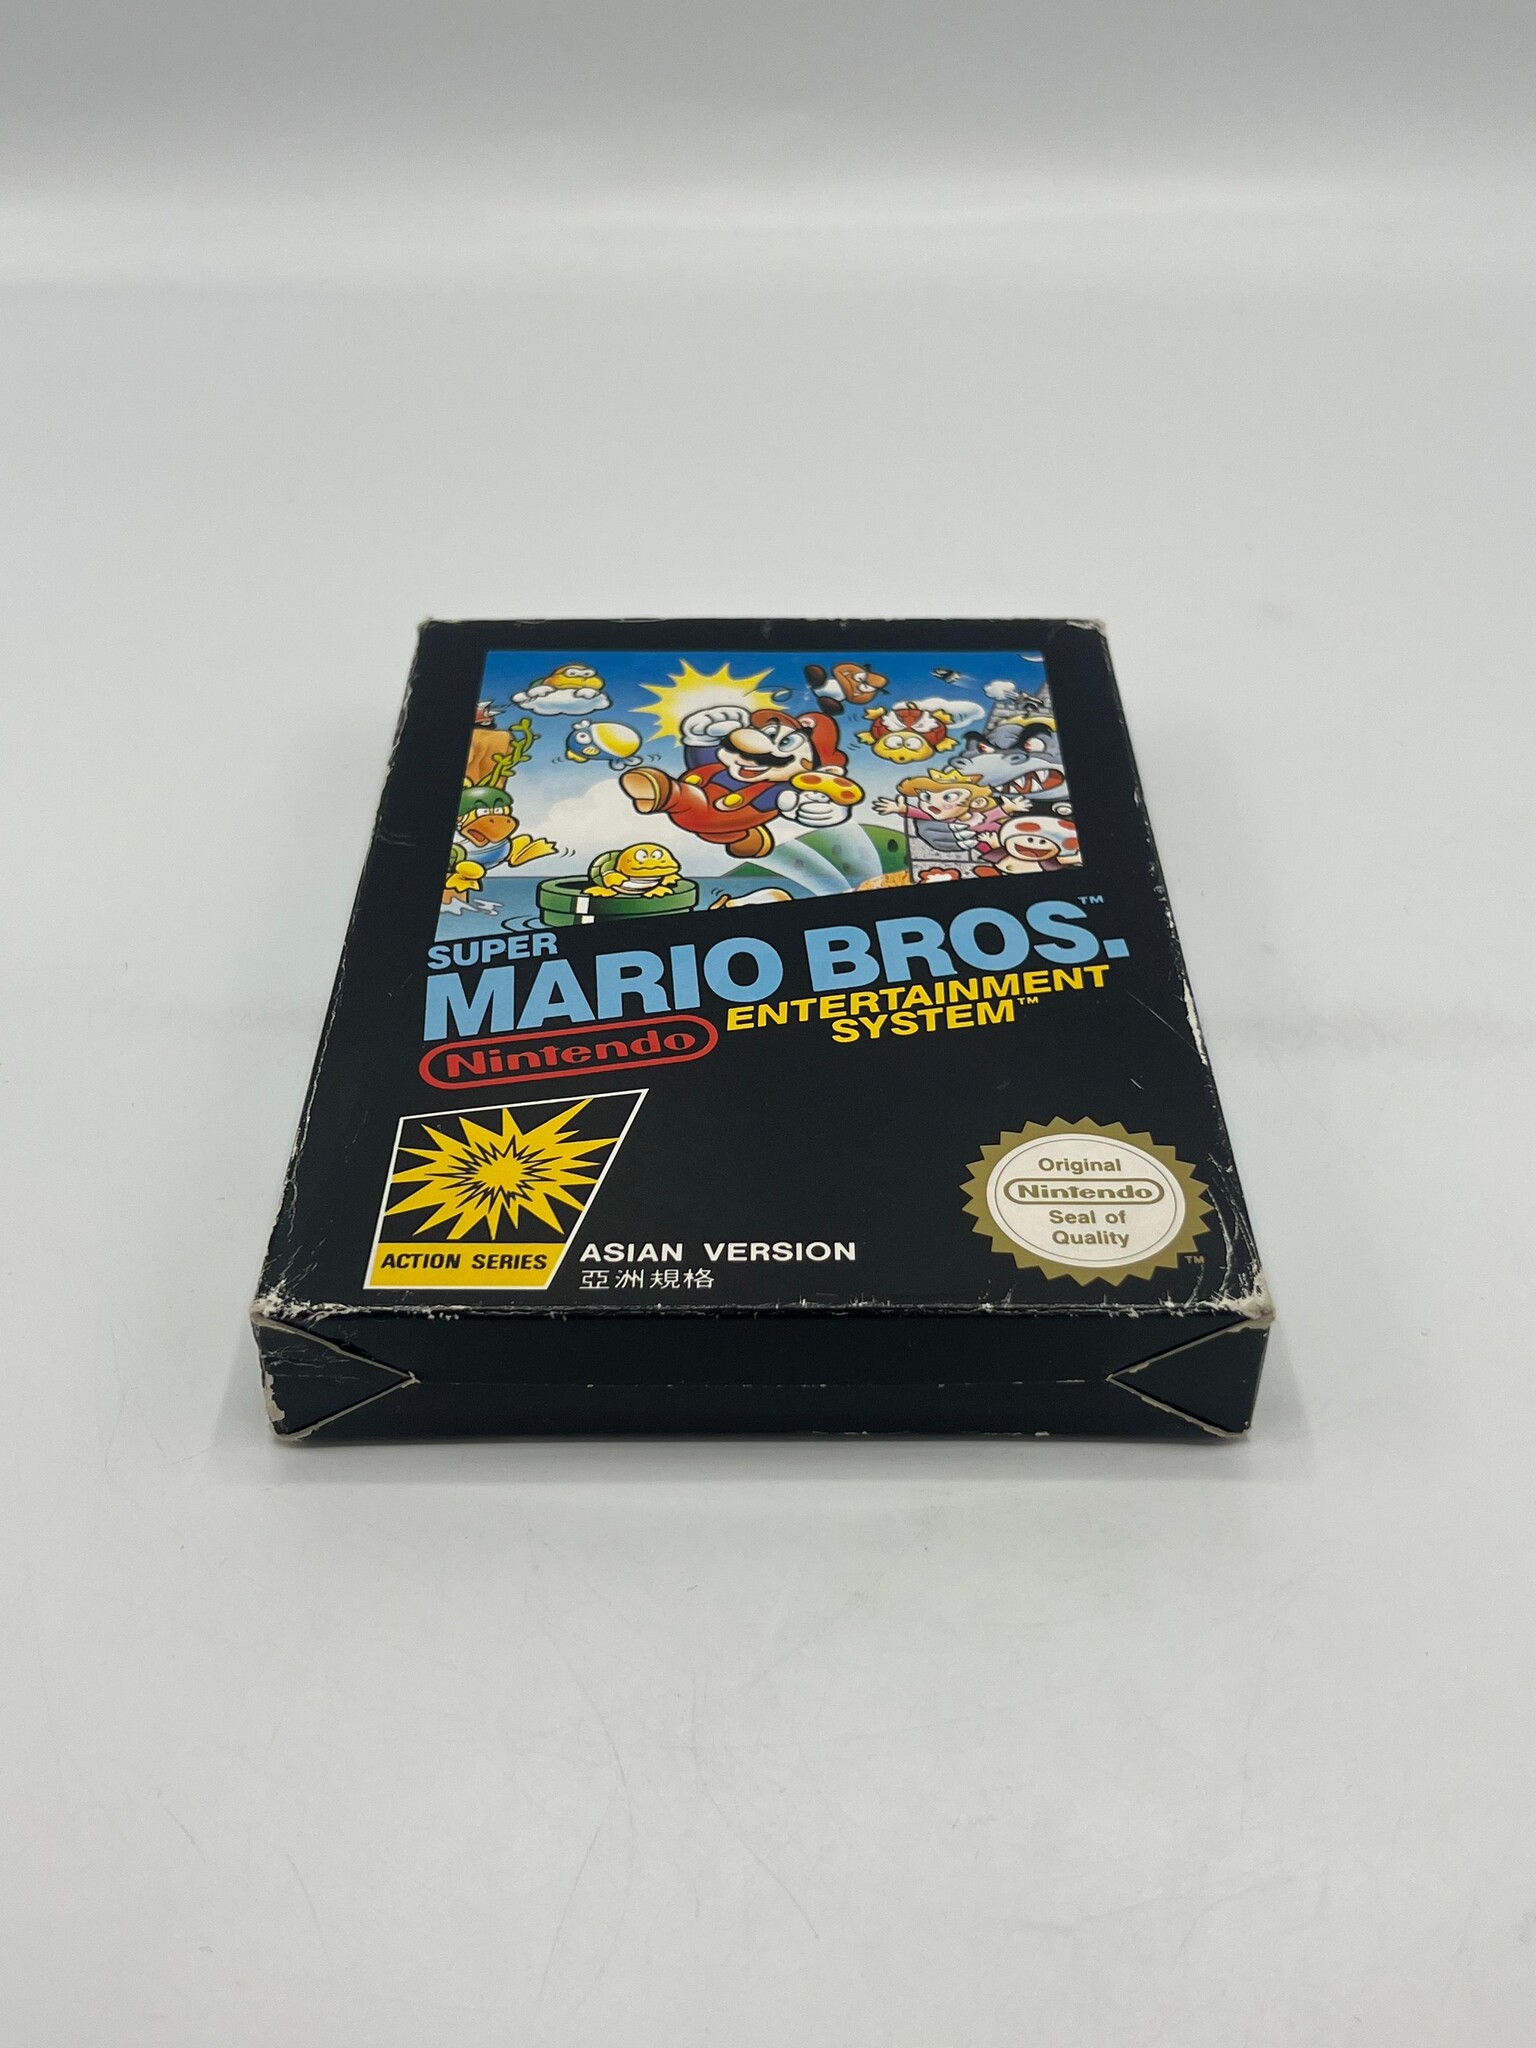 SUPER
MARIO BROS.™
ENTERTAINMENT
SYSTEM™
Nintendo
ACTION SERIES
ASIAN VERSION
亞洲規格
Original
Nintendo
Seal of
Quality
TM